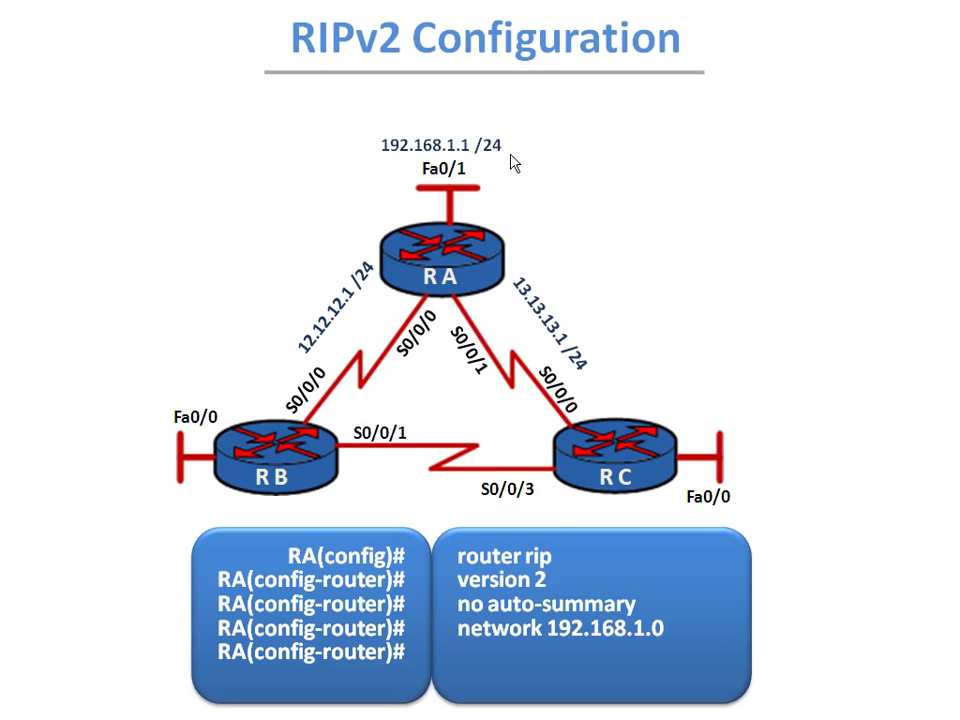 RIPv2 Configuration
192.168.1.1 /24
Fa0/1
R A
12.12.12.1 /24
13.13.13.1 /24
S0/0/0
S0/0/1
S0/0/0
S0/0/0
Fa0/0
S0/0/1
R B
R C
S0/0/3
Fa0/0
RA(config)# router rip
RA(config-router)# version 2
RA(config-router)# no auto-summary
RA(config-router)# network 192.168.1.0
RA(config-router)#